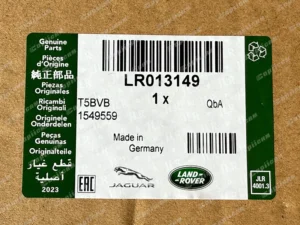 Genuine
Parts
Pièces
d'Origine
純正部品
Piezas
Originales
Ricambi
Originali
Originele
Onderdelen
Peças
Genuínas
Originalteile
قطع غيار
أصلية
2023
LR013149
1 x
QbA
T5BVB
1549559
Made in
Germany
EAC
JAGUAR
LAND-
ROVER
JLR
4001.3